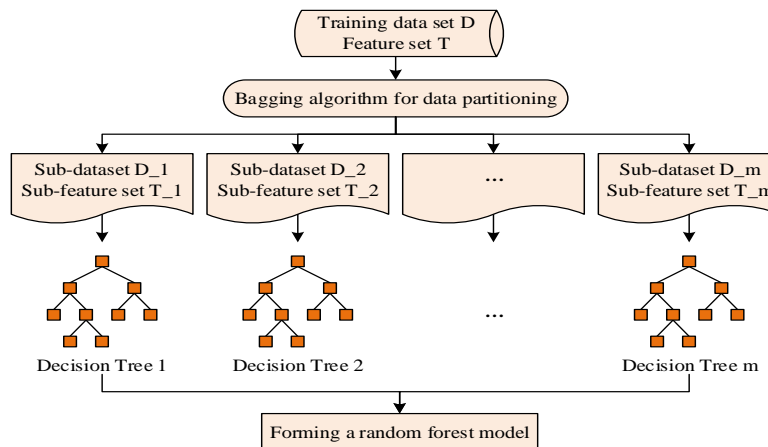 Training data set D
Feature set T
Bagging algorithm for data partitioning
Sub-dataset D_1
Sub-feature set T_1
Sub-dataset D_2
Sub-feature set T_2
...
Sub-dataset D_m
Sub-feature set T_m
...
Decision Tree 1
Decision Tree 2
Decision Tree m
Forming a random forest model